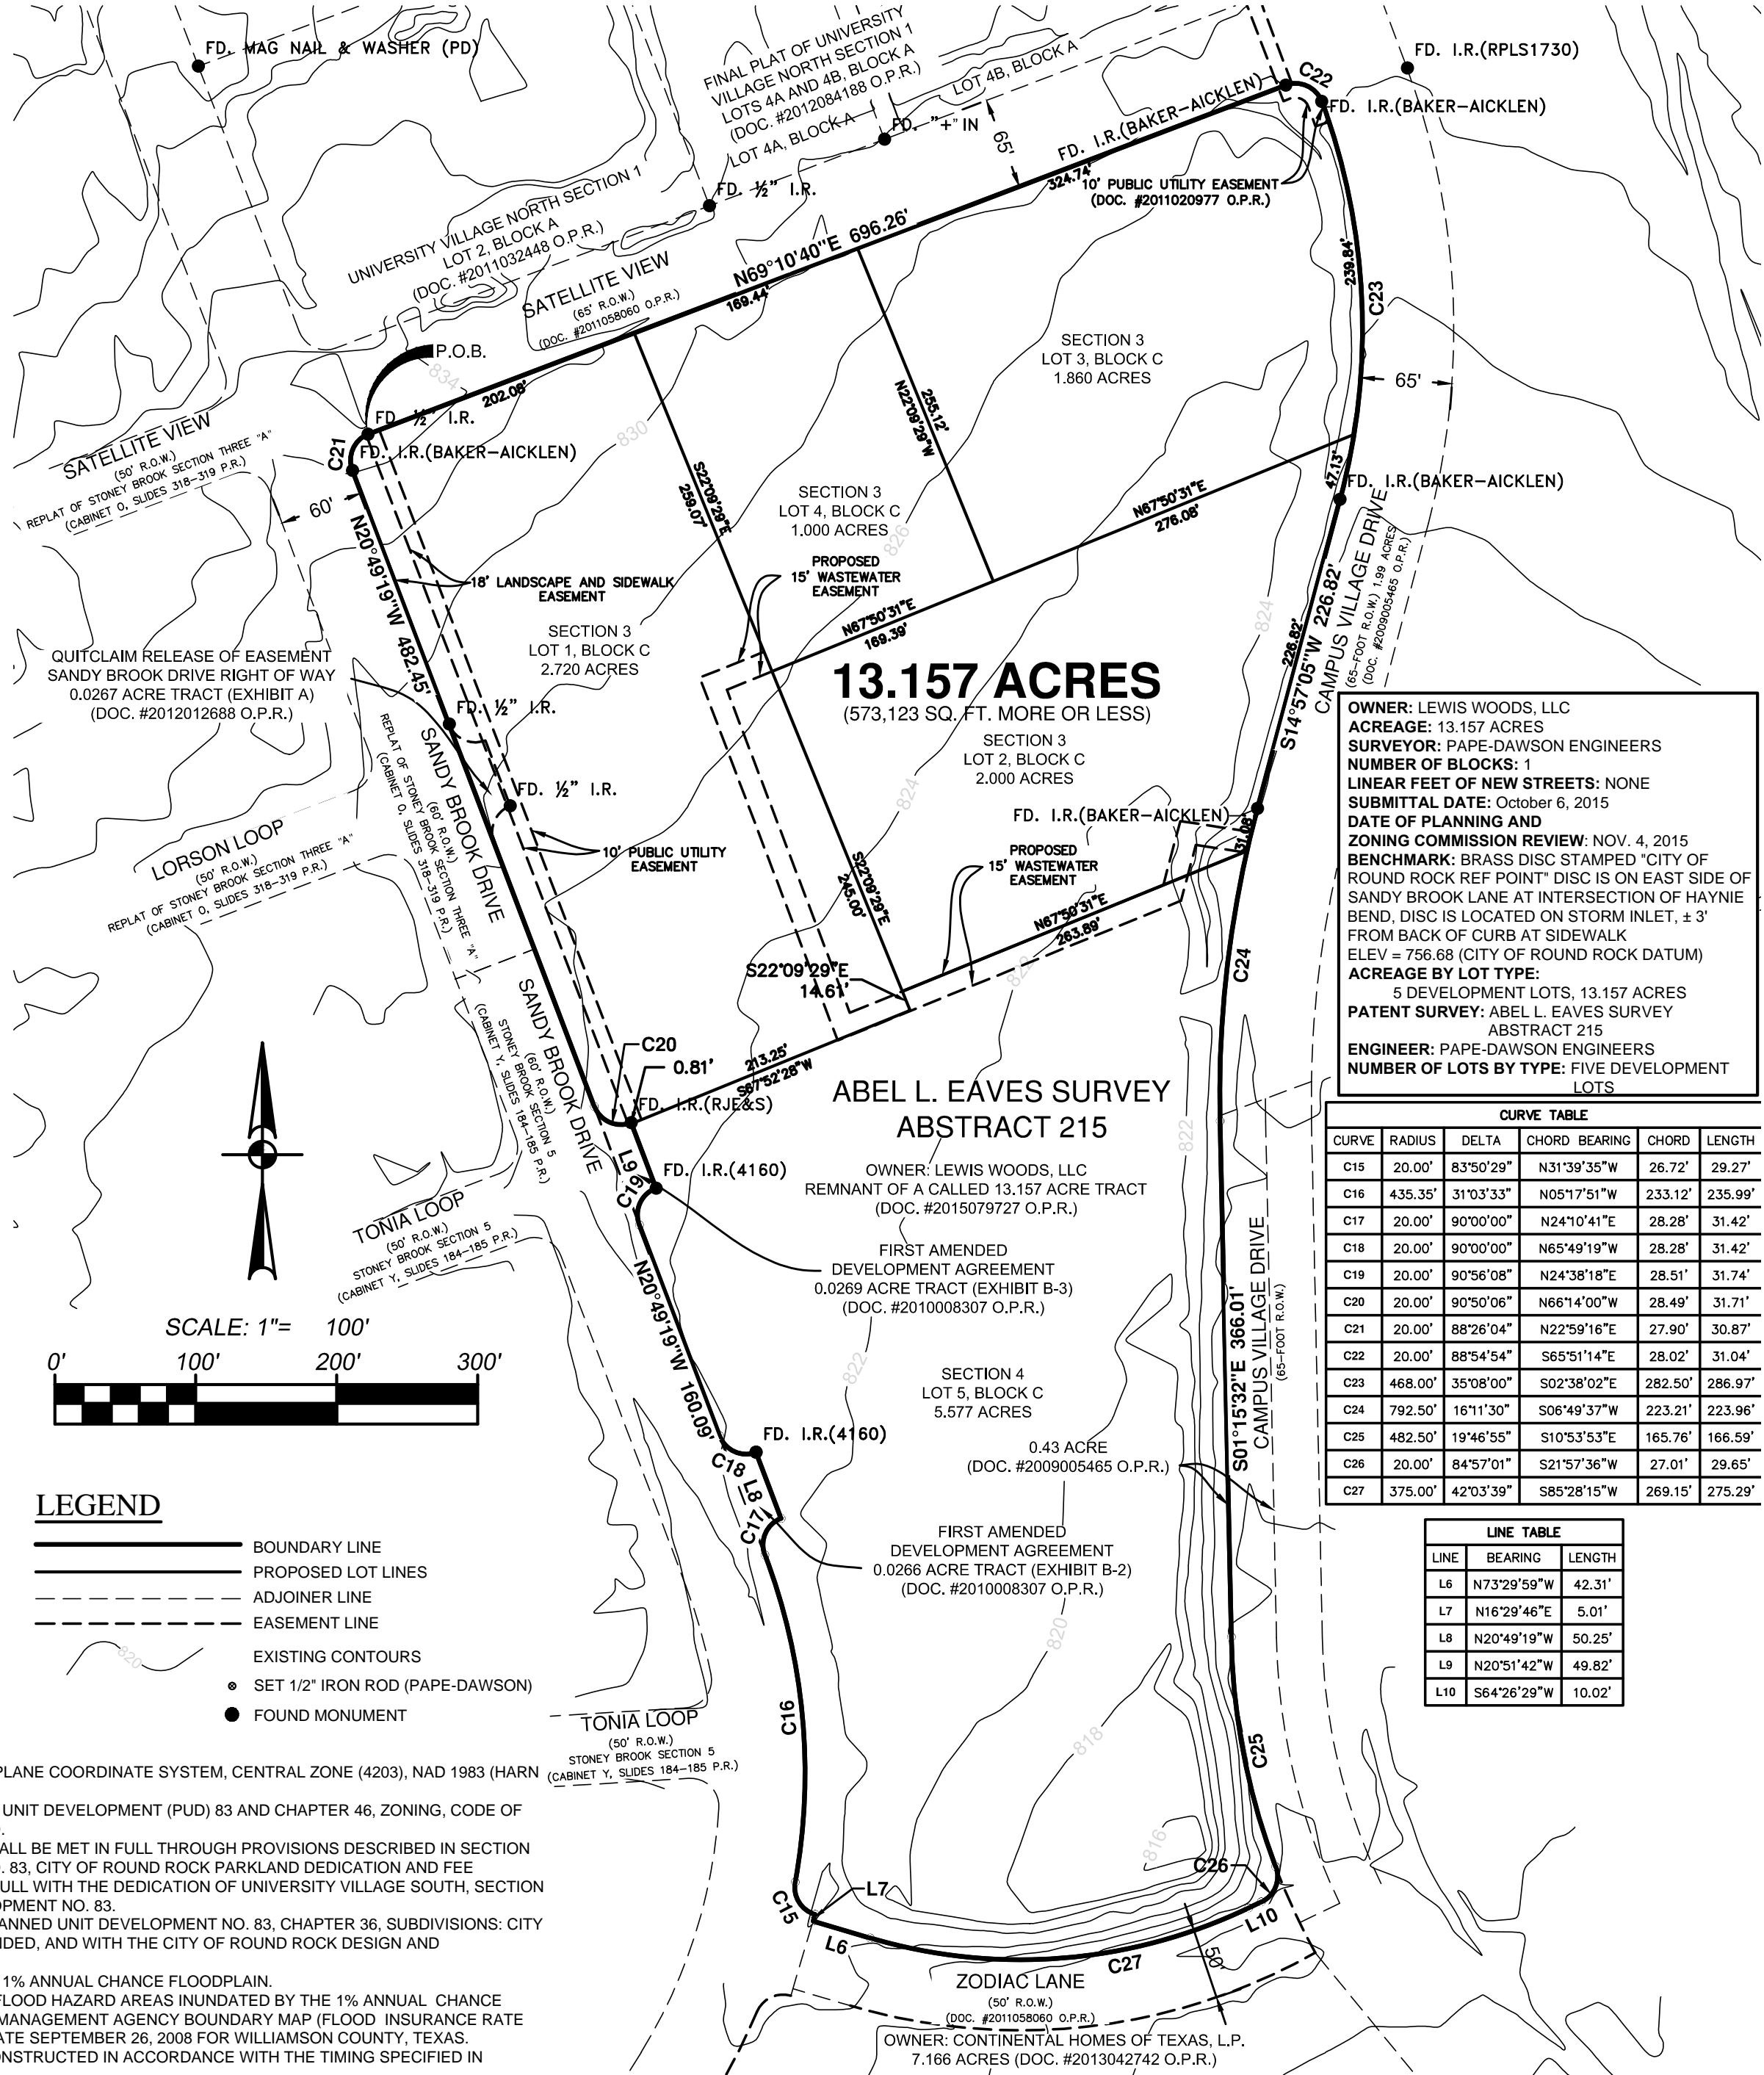 FD. MAG NAIL & WASHER (PD)
FINAL PLAT OF UNIVERSITY
VILLAGE NORTH SECTION 1
LOTS 4A AND 4B, BLOCK A
(DOC. #2012084188 O.P.R.)
LOT 4A, BLOCK A
LOT 4B, BLOCK A
FD. "+" IN
65'
FD. I.R.(BAKER-AICKLEN)
C22
FD. I.R.(RPLS1730)
FD. I.R.(BAKER-AICKLEN)
FD. ½" I.R.
324.74'
10' PUBLIC UTILITY EASEMENT
(DOC. #2011020977 O.P.R.)
UNIVERSITY VILLAGE NORTH SECTION 1
LOT 2, BLOCK A
(DOC. #2011032448 O.P.R.)
SATELLITE VIEW
(65' R.O.W.)
(DOC. #2011058060 O.P.R.)
N69°10'40"E 696.26'
169.44'
239.84'
C23
P.O.B.
834
202.08'
FD. ½" I.R.
C21
FD. I.R.(BAKER-AICKLEN)
830
SATELLITE VIEW
(50' R.O.W.)
REPLAT OF STONEY BROOK SECTION THREE "A"
(CABINET O, SLIDES 318-319 P.R.)
60'
SECTION 3
LOT 3, BLOCK C
1.860 ACRES
65'
255.12'
N22°09'29"W
S22°09'29"E
259.07'
SECTION 3
LOT 4, BLOCK C
1.000 ACRES
826
47.13'
FD. I.R.(BAKER-AICKLEN)
N67°50'31"E
276.08'
N20°49'19"W 482.45'
18' LANDSCAPE AND SIDEWALK
EASEMENT
PROPOSED
15' WASTEWATER
EASEMENT
N67°50'31"E
169.39'
824
SECTION 3
LOT 1, BLOCK C
2.720 ACRES
QUITCLAIM RELEASE OF EASEMENT
SANDY BROOK DRIVE RIGHT OF WAY
0.0267 ACRE TRACT (EXHIBIT A)
(DOC. #2012012688 O.P.R.)
13.157 ACRES
(573,123 SQ. FT. MORE OR LESS)
SECTION 3
LOT 2, BLOCK C
2.000 ACRES
226.82'
S14°57'05"W 226.82'
CAMPUS VILLAGE DRIVE
(65-FOOT R.O.W.) 1.99 ACRES
(DOC. #2009005465 O.P.R.)
FD. ½" I.R.
SANDY BROOK DRIVE
(60' R.O.W.)
REPLAT OF STONEY BROOK SECTION THREE "A"
(CABINET O, SLIDES 318-319 P.R.)
FD. ½" I.R.
824
FD. I.R.(BAKER-AICKLEN)
31.08'
LORSON LOOP
(50' R.O.W.)
REPLAT OF STONEY BROOK SECTION THREE "A"
(CABINET O, SLIDES 318-319 P.R.)
10' PUBLIC UTILITY
EASEMENT
S22°09'29"E
245.00'
PROPOSED
15' WASTEWATER
EASEMENT
N67°50'31"E
263.89'
822
C24
S22°09'29"E
14.61'
OWNER: LEWIS WOODS, LLC
ACREAGE: 13.157 ACRES
SURVEYOR: PAPE-DAWSON ENGINEERS
NUMBER OF BLOCKS: 1
LINEAR FEET OF NEW STREETS: NONE
SUBMITTAL DATE: October 6, 2015
DATE OF PLANNING AND
ZONING COMMISSION REVIEW: NOV. 4, 2015
BENCHMARK: BRASS DISC STAMPED "CITY OF
ROUND ROCK REF POINT" DISC IS ON EAST SIDE OF
SANDY BROOK LANE AT INTERSECTION OF HAYNIE
BEND, DISC IS LOCATED ON STORM INLET, ± 3'
FROM BACK OF CURB AT SIDEWALK
ELEV = 756.68 (CITY OF ROUND ROCK DATUM)
ACREAGE BY LOT TYPE:
5 DEVELOPMENT LOTS, 13.157 ACRES
PATENT SURVEY: ABEL L. EAVES SURVEY
ABSTRACT 215
ENGINEER: PAPE-DAWSON ENGINEERS
NUMBER OF LOTS BY TYPE: FIVE DEVELOPMENT
LOTS
SANDY BROOK DRIVE
(60' R.O.W.)
STONEY BROOK SECTION 5
(CABINET Y, SLIDES 184-185 P.R.)
C20
0.81'
213.25'
S67°52'28"W
FD. I.R.(RJE&S)
L9
C19
FD. I.R.(4160)
ABEL L. EAVES SURVEY
ABSTRACT 215
822
OWNER: LEWIS WOODS, LLC
REMNANT OF A CALLED 13.157 ACRE TRACT
(DOC. #2015079727 O.P.R.)
CURVE TABLE
CURVE RADIUS DELTA CHORD BEARING CHORD LENGTH
C15 20.00' 83°50'29" N31°39'35"W 26.72' 29.27'
C16 435.35' 31°03'33" N05°17'51"W 233.12' 235.99'
C17 20.00' 90°00'00" N24°10'41"E 28.28' 31.42'
C18 20.00' 90°00'00" N65°49'19"W 28.28' 31.42'
C19 20.00' 90°56'08" N24°38'18"E 28.51' 31.74'
C20 20.00' 90°50'06" N66°14'00"W 28.49' 31.71'
C21 20.00' 88°26'04" N22°59'16"E 27.90' 30.87'
C22 20.00' 88°54'54" S65°51'14"E 28.02' 31.04'
C23 468.00' 35°08'00" S02°38'02"E 282.50' 286.97'
C24 792.50' 16°11'30" S06°49'37"W 223.21' 223.96'
C25 482.50' 19°46'55" S10°53'53"E 165.76' 166.59'
C26 20.00' 84°57'01" S21°57'36"W 27.01' 29.65'
C27 375.00' 42°03'39" S85°28'15"W 269.15' 275.29'
TONIA LOOP
(50' R.O.W.)
STONEY BROOK SECTION 5
(CABINET Y, SLIDES 184-185 P.R.)
FIRST AMENDED
DEVELOPMENT AGREEMENT
0.0269 ACRE TRACT (EXHIBIT B-3)
(DOC. #2010008307 O.P.R.)
N20°49'19"W 160.09'
822
SCALE: 1"= 100'
0' 100' 200' 300'
S01°15'32"E 366.01'
CAMPUS VILLAGE DRIVE
(65-FOOT R.O.W.)
SECTION 4
LOT 5, BLOCK C
5.577 ACRES
FD. I.R.(4160)
C18
L8
C17
0.43 ACRE
(DOC. #2009005465 O.P.R.)
FIRST AMENDED
DEVELOPMENT AGREEMENT
0.0266 ACRE TRACT (EXHIBIT B-2)
(DOC. #2010008307 O.P.R.)
LEGEND
BOUNDARY LINE
PROPOSED LOT LINES
ADJOINER LINE
EASEMENT LINE
820
EXISTING CONTOURS
SET 1/2" IRON ROD (PAPE-DAWSON)
FOUND MONUMENT
LINE TABLE
LINE BEARING LENGTH
L6 N73°29'59"W 42.31'
L7 N16°29'46"E 5.01'
L8 N20°49'19"W 50.25'
L9 N20°51'42"W 49.82'
L10 S64°26'29"W 10.02'
820
C16
TONIA LOOP
(50' R.O.W.)
STONEY BROOK SECTION 5
(CABINET Y, SLIDES 184-185 P.R.)
818
C25
816
C26
C15
L7
L6
C27
L10
50'
ZODIAC LANE
(50' R.O.W.)
(DOC. #2011058060 O.P.R.)
OWNER: CONTINENTAL HOMES OF TEXAS, L.P.
7.166 ACRES (DOC. #2013042742 O.P.R.)
PLANE COORDINATE SYSTEM, CENTRAL ZONE (4203), NAD 1983 (HARN
UNIT DEVELOPMENT (PUD) 83 AND CHAPTER 46, ZONING, CODE OF
ALL BE MET IN FULL THROUGH PROVISIONS DESCRIBED IN SECTION
. 83, CITY OF ROUND ROCK PARKLAND DEDICATION AND FEE
ULL WITH THE DEDICATION OF UNIVERSITY VILLAGE SOUTH, SECTION
OPMENT NO. 83.
ANNED UNIT DEVELOPMENT NO. 83, CHAPTER 36, SUBDIVISIONS: CITY
NDED, AND WITH THE CITY OF ROUND ROCK DESIGN AND
1% ANNUAL CHANCE FLOODPLAIN.
FLOOD HAZARD AREAS INUNDATED BY THE 1% ANNUAL CHANCE
MANAGEMENT AGENCY BOUNDARY MAP (FLOOD INSURANCE RATE
ATE SEPTEMBER 26, 2008 FOR WILLIAMSON COUNTY, TEXAS.
ONSTRUCTED IN ACCORDANCE WITH THE TIMING SPECIFIED IN